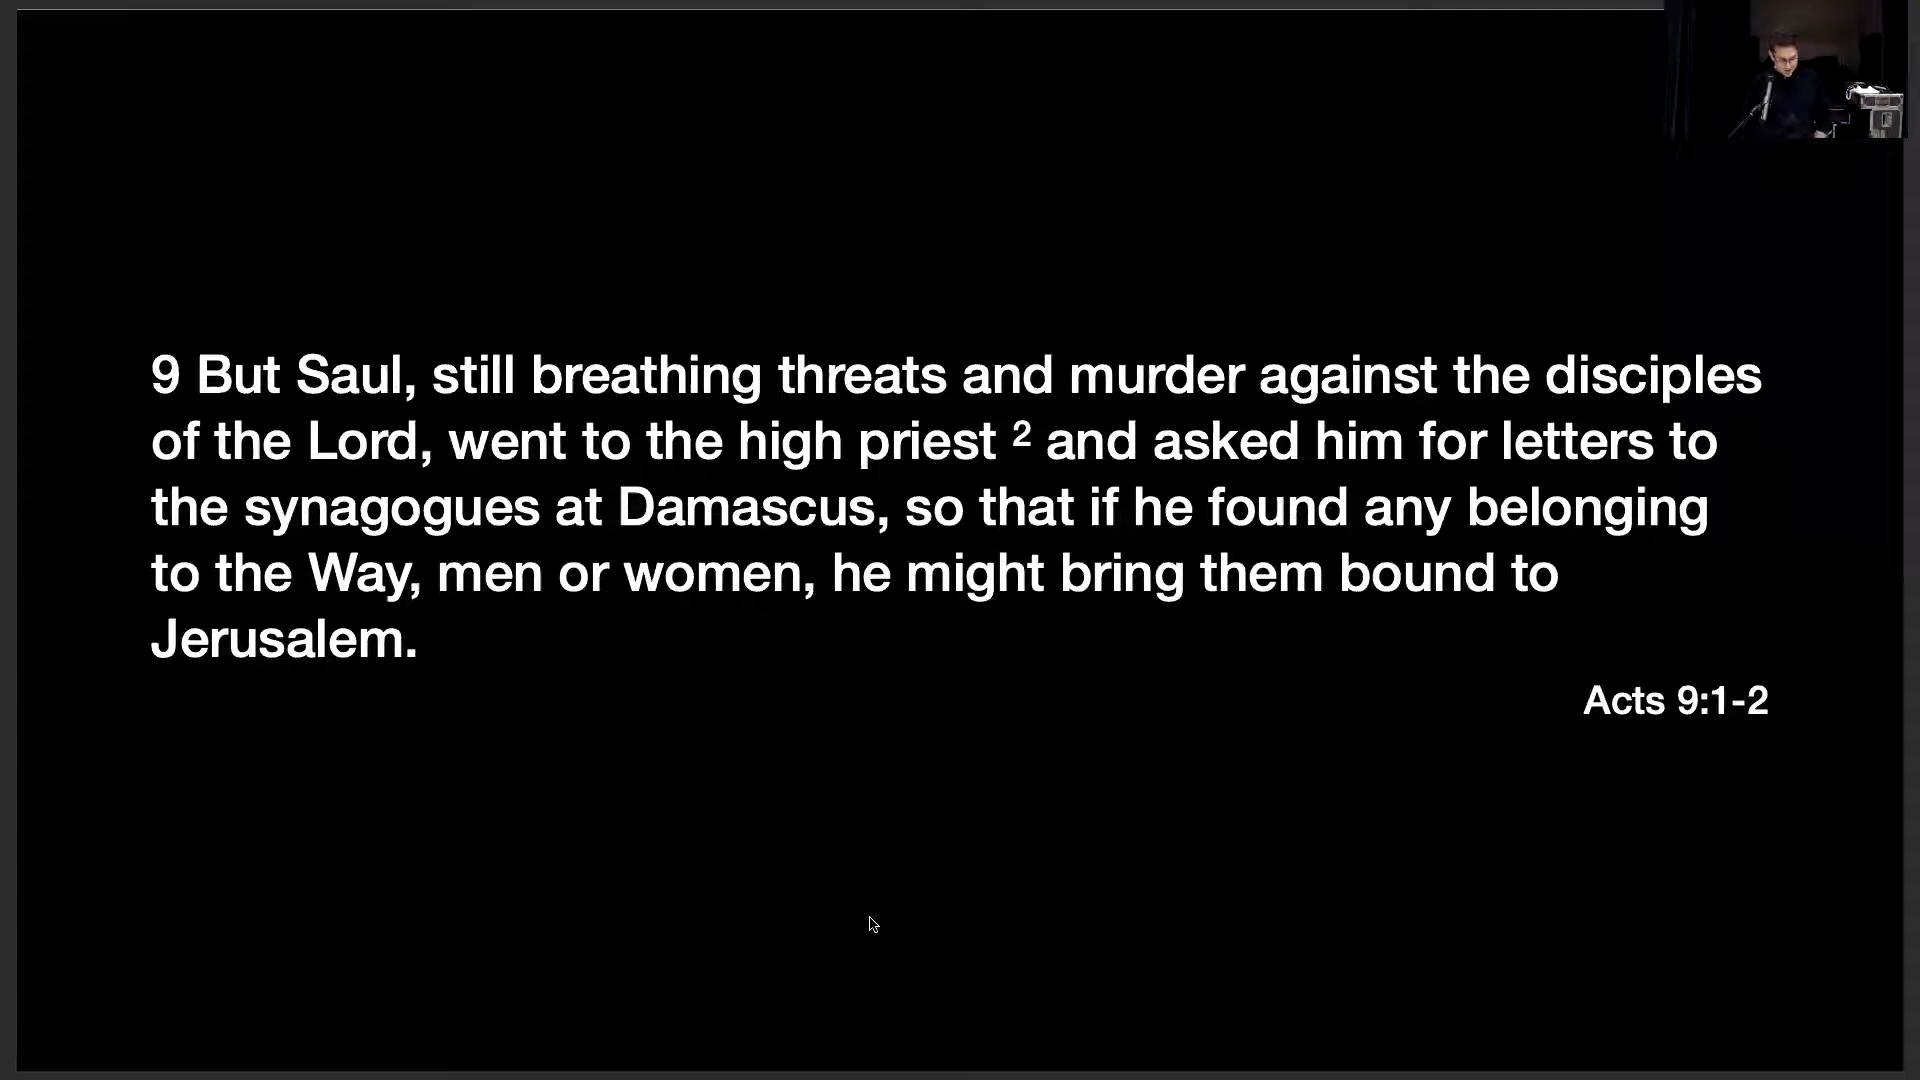 9 But Saul, still breathing threats and murder against the disciples
of the Lord, went to the high priest ² and asked him for letters to
the synagogues at Damascus, so that if he found any belonging
to the Way, men or women, he might bring them bound to
Jerusalem.
Acts 9:1-2